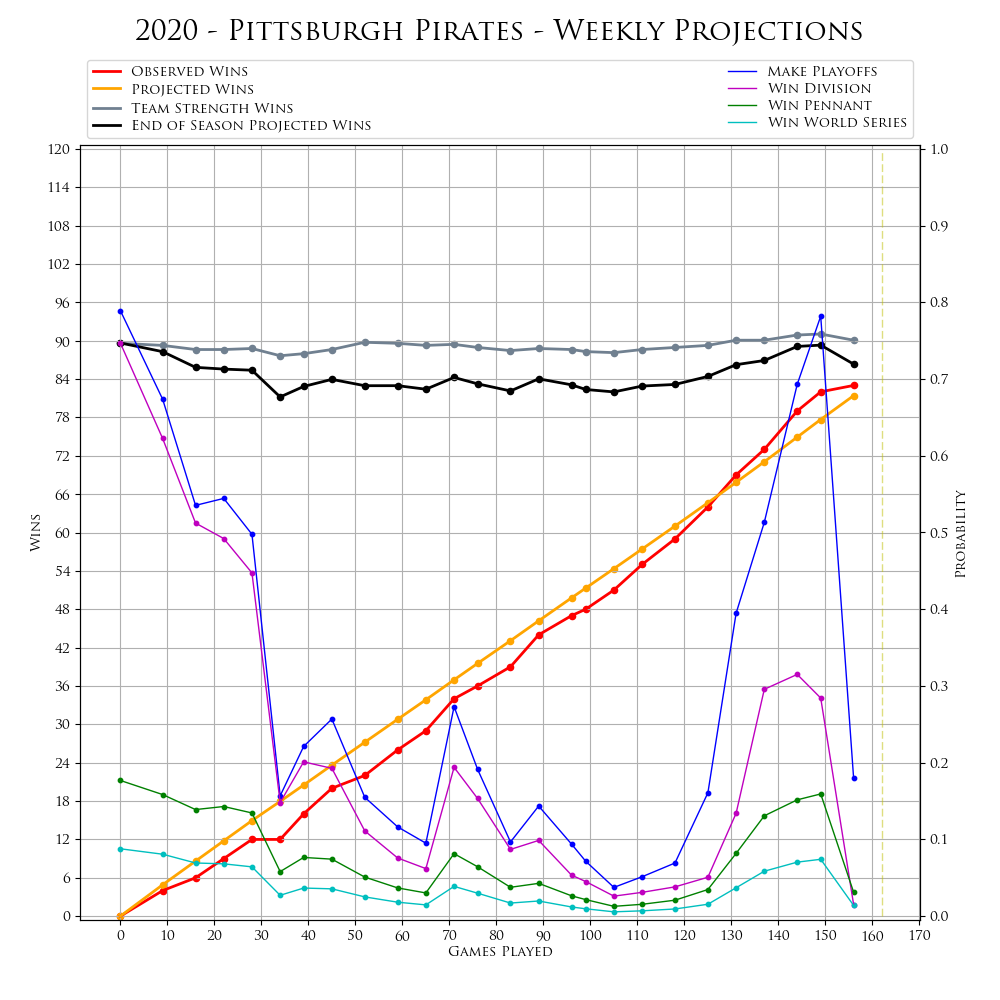 2020 - Pittsburgh Pirates - Weekly Projections
Observed Wins
Projected Wins
Team Strength Wins
End of Season Projected Wins
Make Playoffs
Win Division
Win Pennant
Win World Series
120
114
108
102
96
90
84
78
72
66
60
54
48
42
36
30
24
18
12
6
0
Wins
1.0
0.9
0.8
0.7
0.6
0.5
0.4
0.3
0.2
0.1
0.0
Probability
0 10 20 30 40 50 60 70 80 90 100 110 120 130 140 150 160 170
Games Played